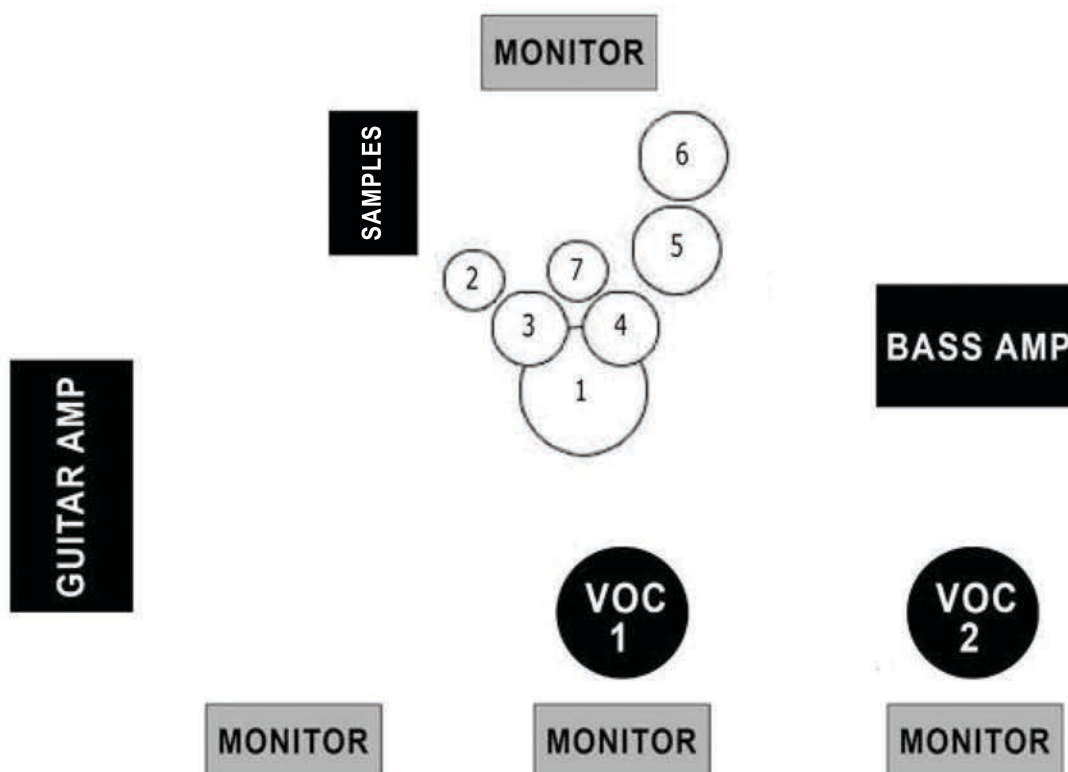 MONITOR
SAMPLES
6
5
2
7
3
4
1
BASS AMP
GUITAR AMP
VOC
1
VOC
2
MONITOR
MONITOR
MONITOR